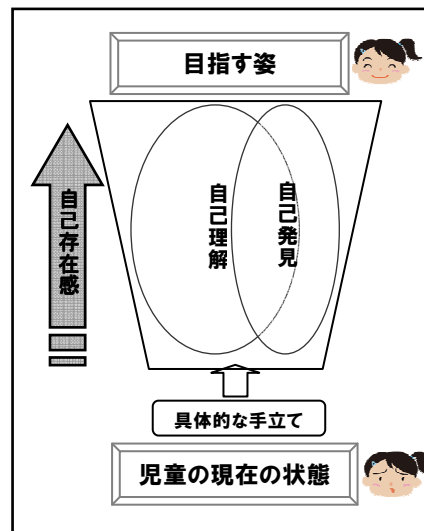 目指す姿
自己存在感
自己理解
自己発見
具体的な手立て
児童の現在の状態